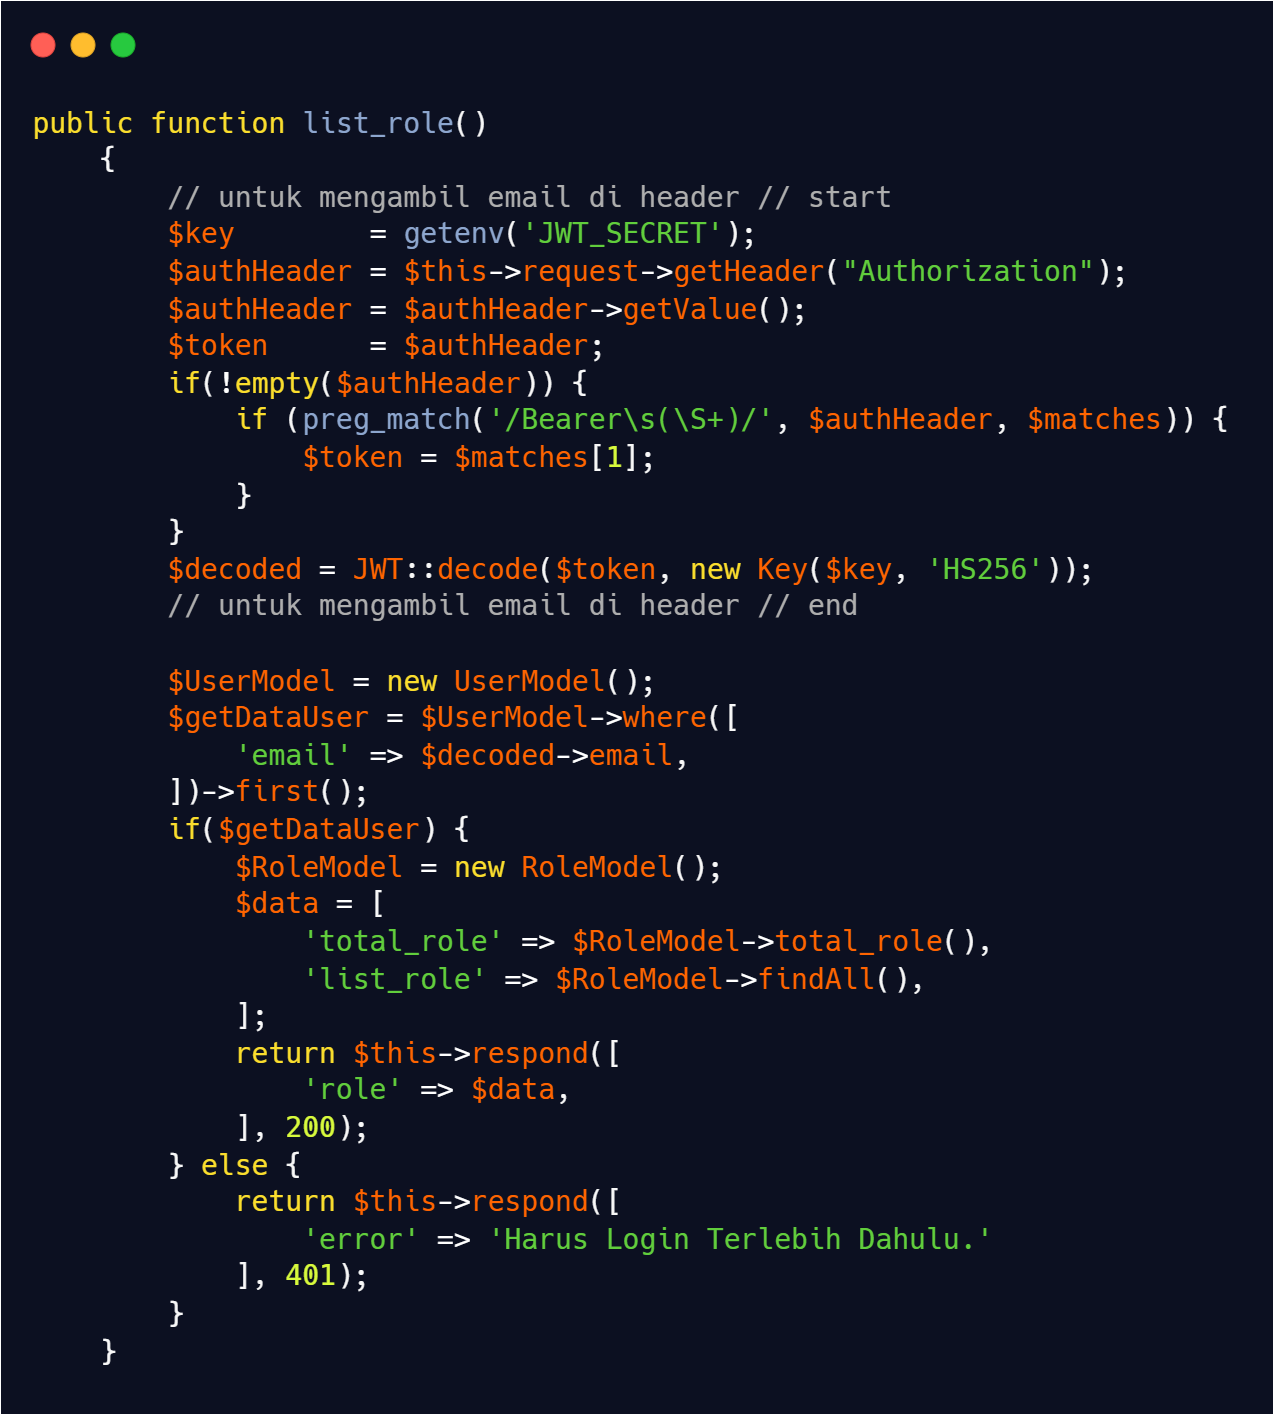 public function list_role()
    {
        // untuk mengambil email di header // start
        $key        = getenv('JWT_SECRET');
        $authHeader = $this->request->getHeader("Authorization");
        $authHeader = $authHeader->getValue();
        $token      = $authHeader;
        if(!empty($authHeader)) {
            if (preg_match('/Bearer\s(\S+)/', $authHeader, $matches)) {
                $token = $matches[1];
            }
        }
        $decoded = JWT::decode($token, new Key($key, 'HS256'));
        // untuk mengambil email di header // end

        $UserModel = new UserModel();
        $getDataUser = $UserModel->where([
            'email' => $decoded->email,
        ])->first();
        if($getDataUser) {
            $RoleModel = new RoleModel();
            $data = [
                'total_role' => $RoleModel->total_role(),
                'list_role' => $RoleModel->findAll(),
            ];
            return $this->respond([
                'role' => $data,
            ], 200);
        } else {
            return $this->respond([
                'error' => 'Harus Login Terlebih Dahulu.'
            ], 401);
        }
    }